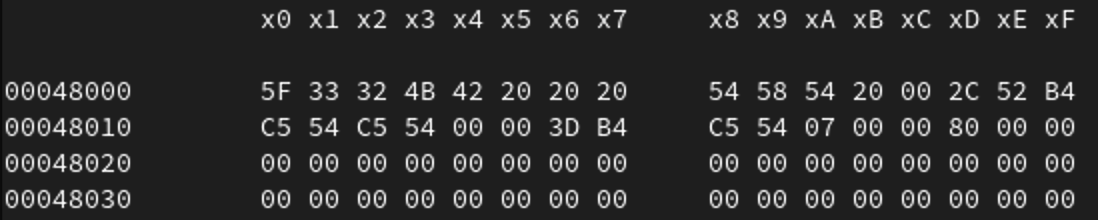 x0 x1 x2 x3 x4 x5 x6 x7 x8 x9 xA xB xC xD xE xF
00048000 5F 33 32 4B 42 20 20 20 54 58 54 20 00 2C 52 B4
00048010 C5 54 C5 54 00 00 3D B4 C5 54 07 00 00 80 00 00
00048020 00 00 00 00 00 00 00 00 00 00 00 00 00 00 00 00
00048030 00 00 00 00 00 00 00 00 00 00 00 00 00 00 00 00